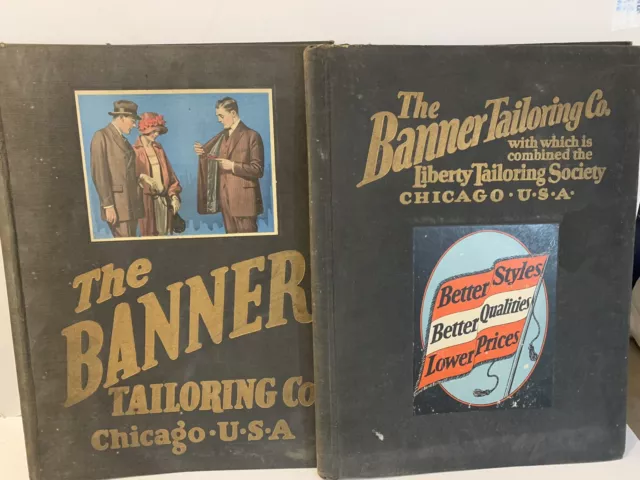 The
BANNER
TAILORING Co
Chicago·U·S·A
The
Banner Tailoring Co.
with which is
combined the
Liberty Tailoring Society
CHICAGO·U·S·A·
Better Styles
Better Qualities
Lower Prices